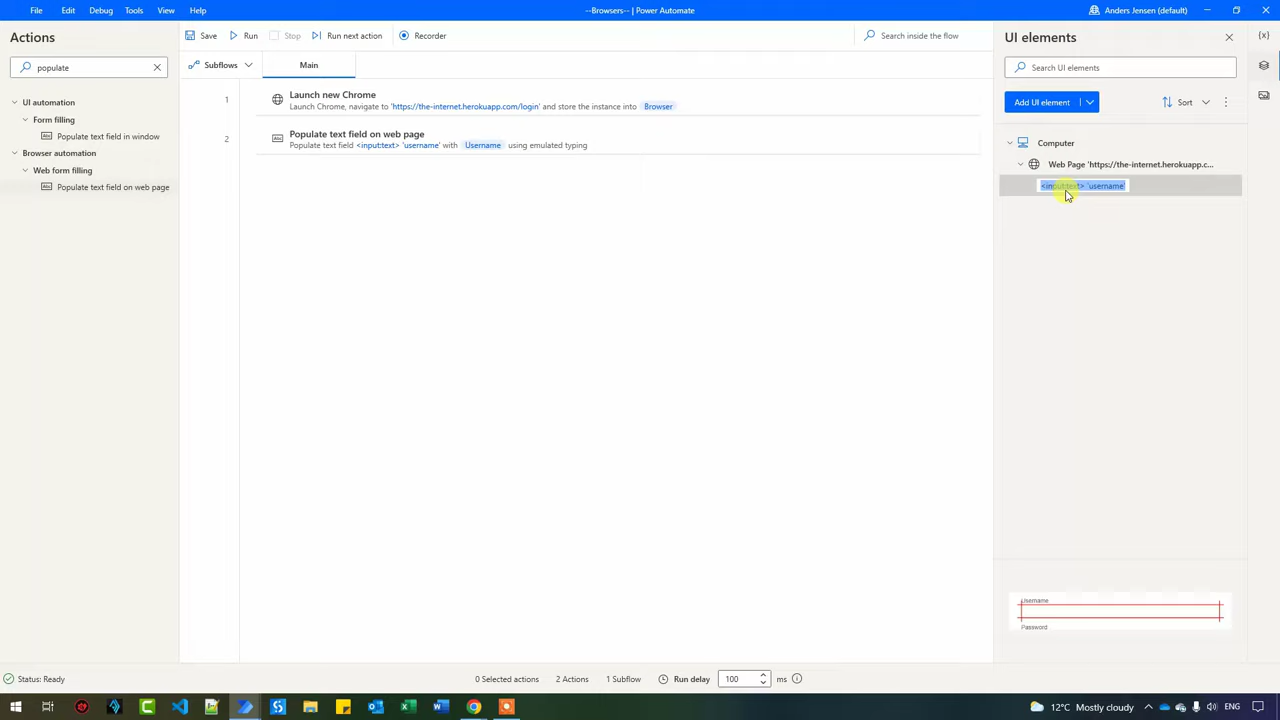 File Edit Debug Tools View Help
--Browsers-- | Power Automate
Anders Jensen (default)
Actions
populate
UI automation
Form filling
Populate text field in window
Browser automation
Web form filling
Populate text field on web page
Save Run Stop Run next action Recorder
Search inside the flow
Subflows Main
1
Launch new Chrome
Launch Chrome, navigate to 'https://the-internet.herokuapp.com/login' and store the instance into Browser
2
Populate text field on web page
Populate text field <input:text> 'username' with Username using emulated typing
UI elements
Search UI elements
Add UI element
Sort
Computer
Web Page 'https://the-internet.herokuapp.c...
<input:text> 'username'
Username
Password
{x}
Status: Ready
0 Selected actions 2 Actions 1 Subflow Run delay 100 ms
12°C Mostly cloudy ENG